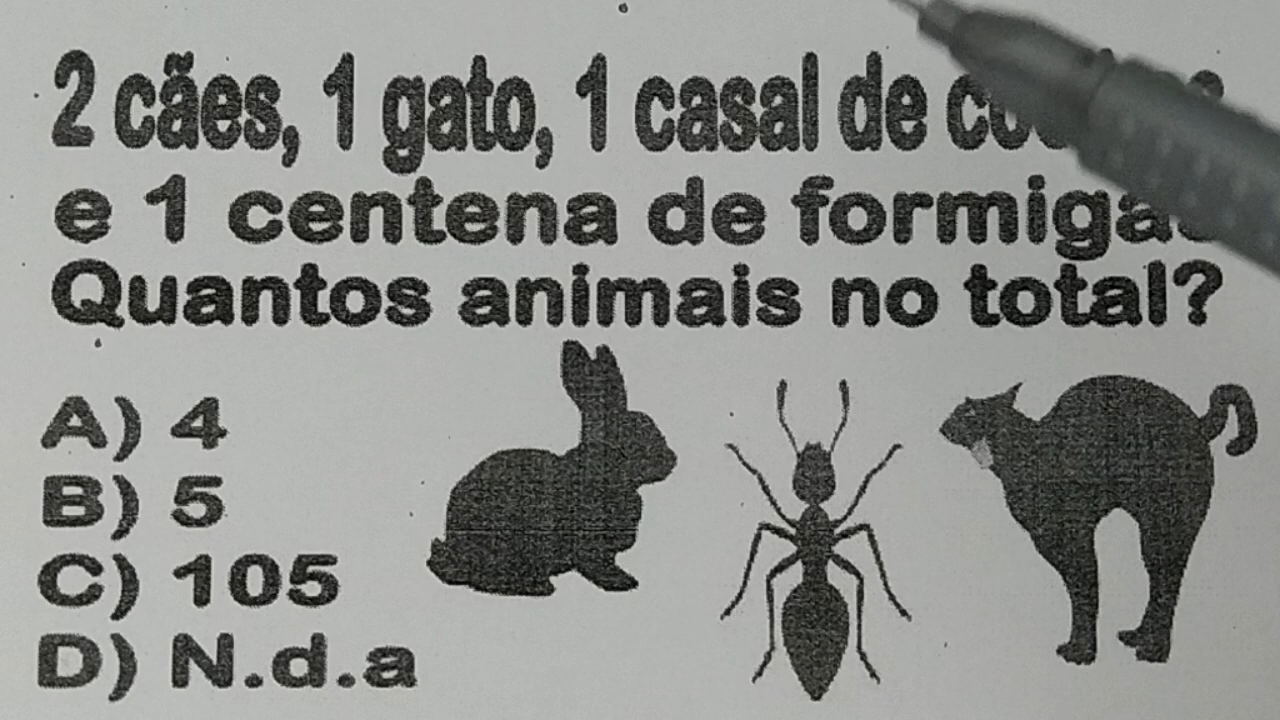 2 cães, 1 gato, 1 casal de
e 1 centena de
Quantos animais no total?
A) 4
B) 5
C) 105
D) N.d.a